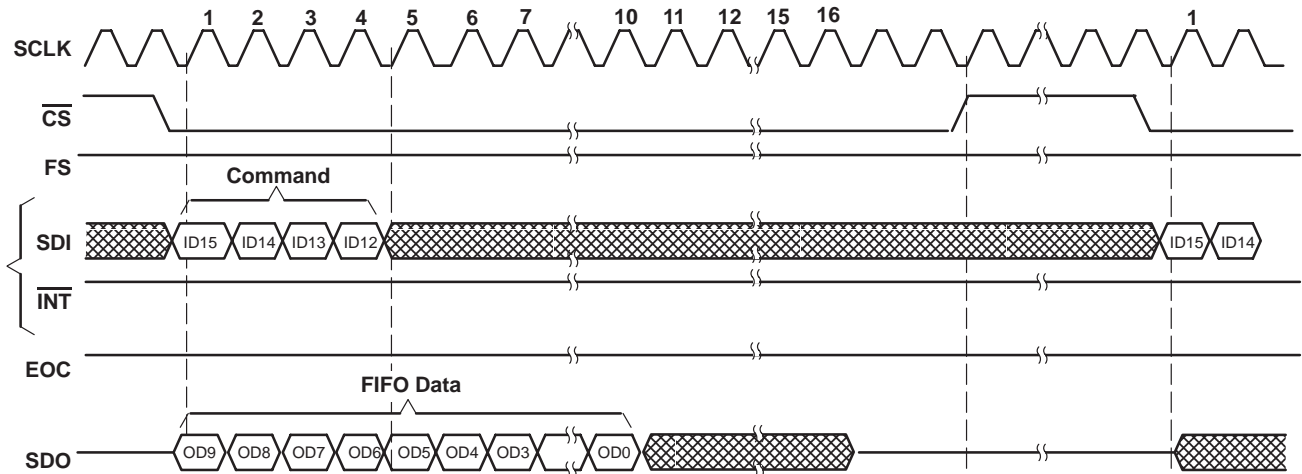 1 2 3 4 5 6 7 10 11 12 15 16 1
SCLK
CS
FS
Command
SDI ID15 ID14 ID13 ID12 ID15 ID14
INT
EOC
FIFO Data
SDO OD9 OD8 OD7 OD6 OD5 OD4 OD3 OD0